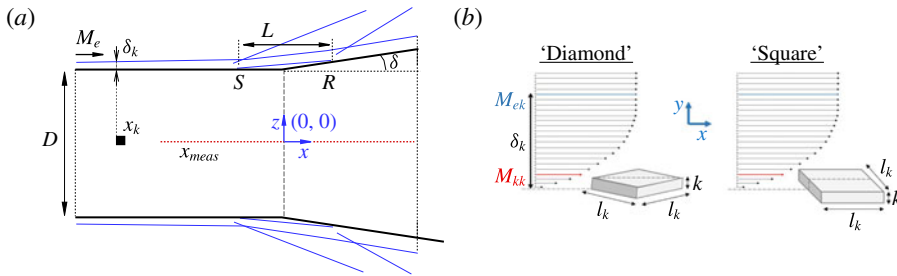 (a)
M_e
δ_k
L
S
R
δ
D
x_k
z
(0, 0)
x
x_meas
(b)
'Diamond'
'Square'
M_ek
δ_k
M_kk
y
x
k
l_k
l_k
l_k
k
l_k